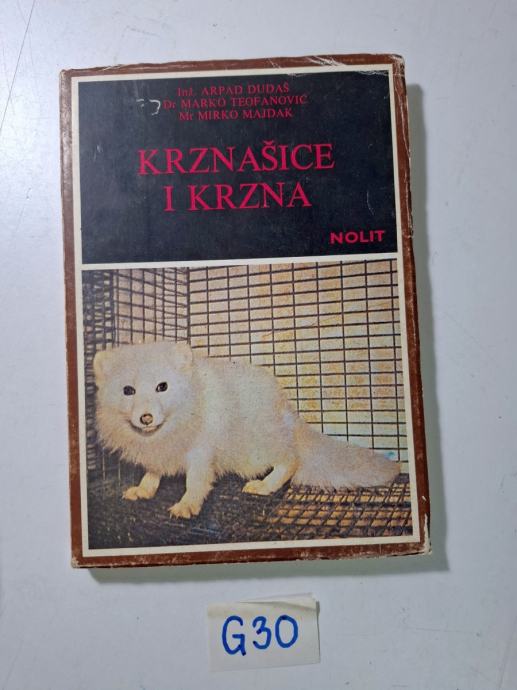 Inž. ARPAD DUDAŠ
Dr MARKO TEOFANOVIĆ
Mr MIRKO MAJDAK
KRZNAŠICE
I KRZNA
NOLIT
G30